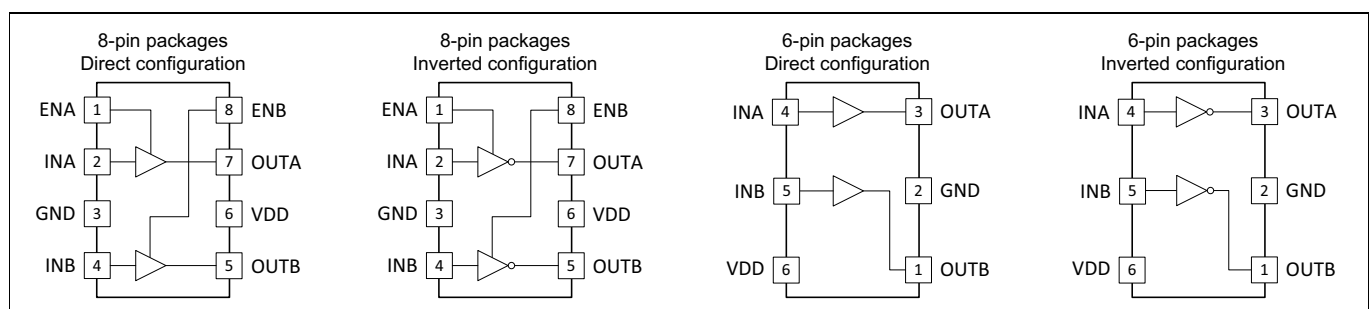 8-pin packages
Direct configuration
ENA 1 8 ENB
INA 2 7 OUTA
GND 3 6 VDD
INB 4 5 OUTB
8-pin packages
Inverted configuration
ENA 1 8 ENB
INA 2 7 OUTA
GND 3 6 VDD
INB 4 5 OUTB
6-pin packages
Direct configuration
INA 4 3 OUTA
INB 5 2 GND
VDD 6 1 OUTB
6-pin packages
Inverted configuration
INA 4 3 OUTA
INB 5 2 GND
VDD 6 1 OUTB